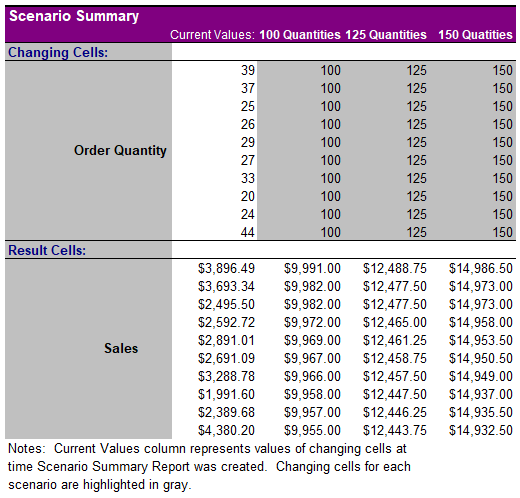 Scenario Summary
Current Values: 100 Quantities 125 Quantities 150 Quatities
Changing Cells:
39 100 125 150
37 100 125 150
25 100 125 150
26 100 125 150
29 100 125 150
Order Quantity
27 100 125 150
33 100 125 150
20 100 125 150
24 100 125 150
44 100 125 150
Result Cells:
$3,896.49 $9,991.00 $12,488.75 $14,986.50
$3,693.34 $9,982.00 $12,477.50 $14,973.00
$2,495.50 $9,982.00 $12,477.50 $14,973.00
$2,592.72 $9,972.00 $12,465.00 $14,958.00
$2,891.01 $9,969.00 $12,461.25 $14,953.50
Sales
$2,691.09 $9,967.00 $12,458.75 $14,950.50
$3,288.78 $9,966.00 $12,457.50 $14,949.00
$1,991.60 $9,958.00 $12,447.50 $14,937.00
$2,389.68 $9,957.00 $12,446.25 $14,935.50
$4,380.20 $9,955.00 $12,443.75 $14,932.50
Notes: Current Values column represents values of changing cells at
time Scenario Summary Report was created. Changing cells for each
scenario are highlighted in gray.